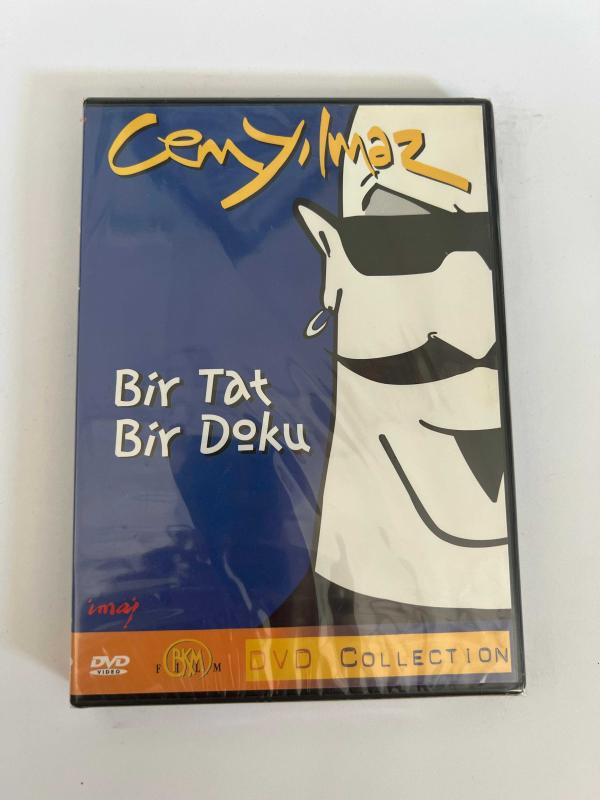 Cem Yılmaz
Bir Tat
Bir Doku
imaj
DVD VIDEO
BKM
FILM
DVD COLLECTION